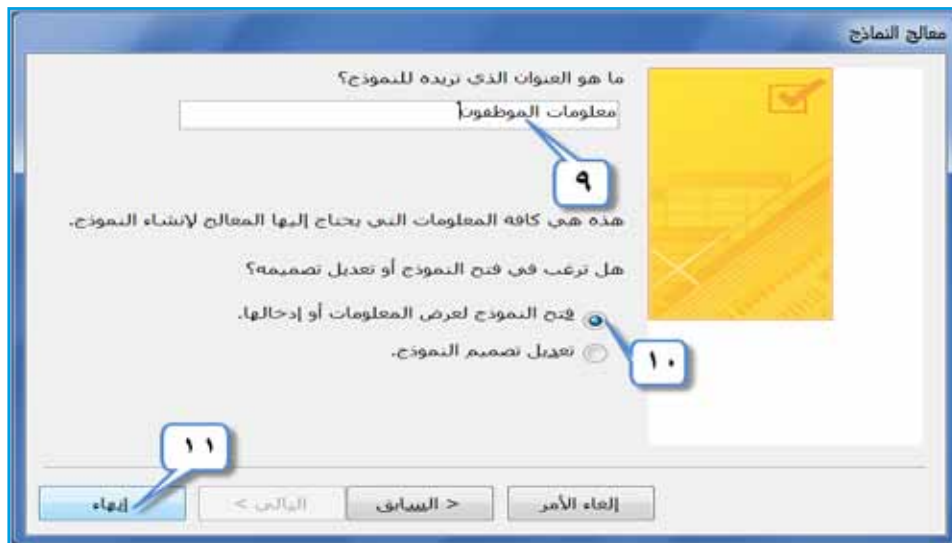 معالج النماذج
ما هو العنوان الذي تريده للنموذج؟
معلومات الموظفون
٩
هذه هي كافة المعلومات التي يحتاج إليها المعالج لإنشاء النموذج.
هل ترغب في فتح النموذج أو تعديل تصميمه؟
فتح النموذج لعرض المعلومات أو إدخالها.
١٠
تعديل تصميم النموذج.
١١
إلغاء الأمر
< السابق
التالي >
إنهاء